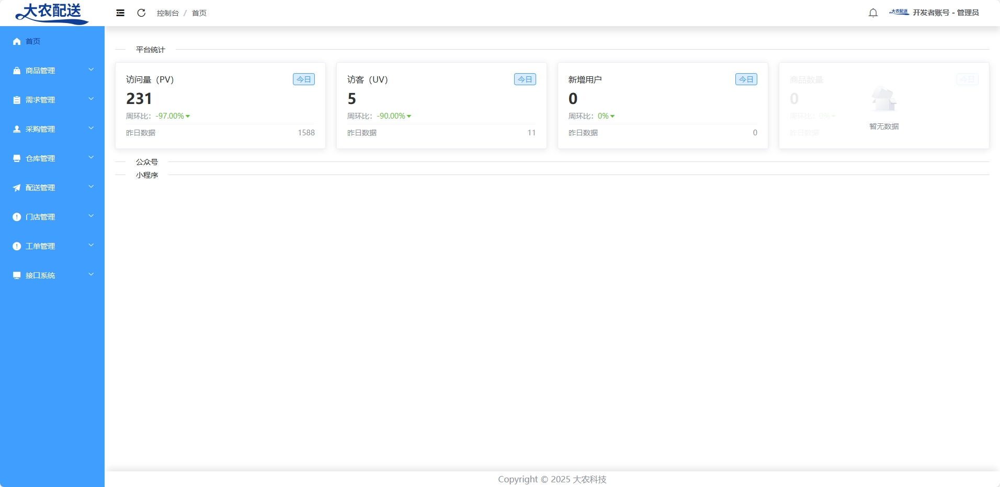 大农配送
控制台 / 首页
大农配送 开发者账号 - 管理员
首页
商品管理
需求管理
采购管理
仓库管理
配送管理
门店管理
工单管理
接口系统
平台统计
访问量（PV） 今日
231
周环比：-97.00%
昨日数据 1588
访客（UV） 今日
5
周环比：-90.00%
昨日数据 11
新增用户 今日
0
周环比：0%
昨日数据 0
商品数量 今日
0
周环比：0%
昨日数据
暂无数据
公众号
小程序
Copyright © 2025 大农科技